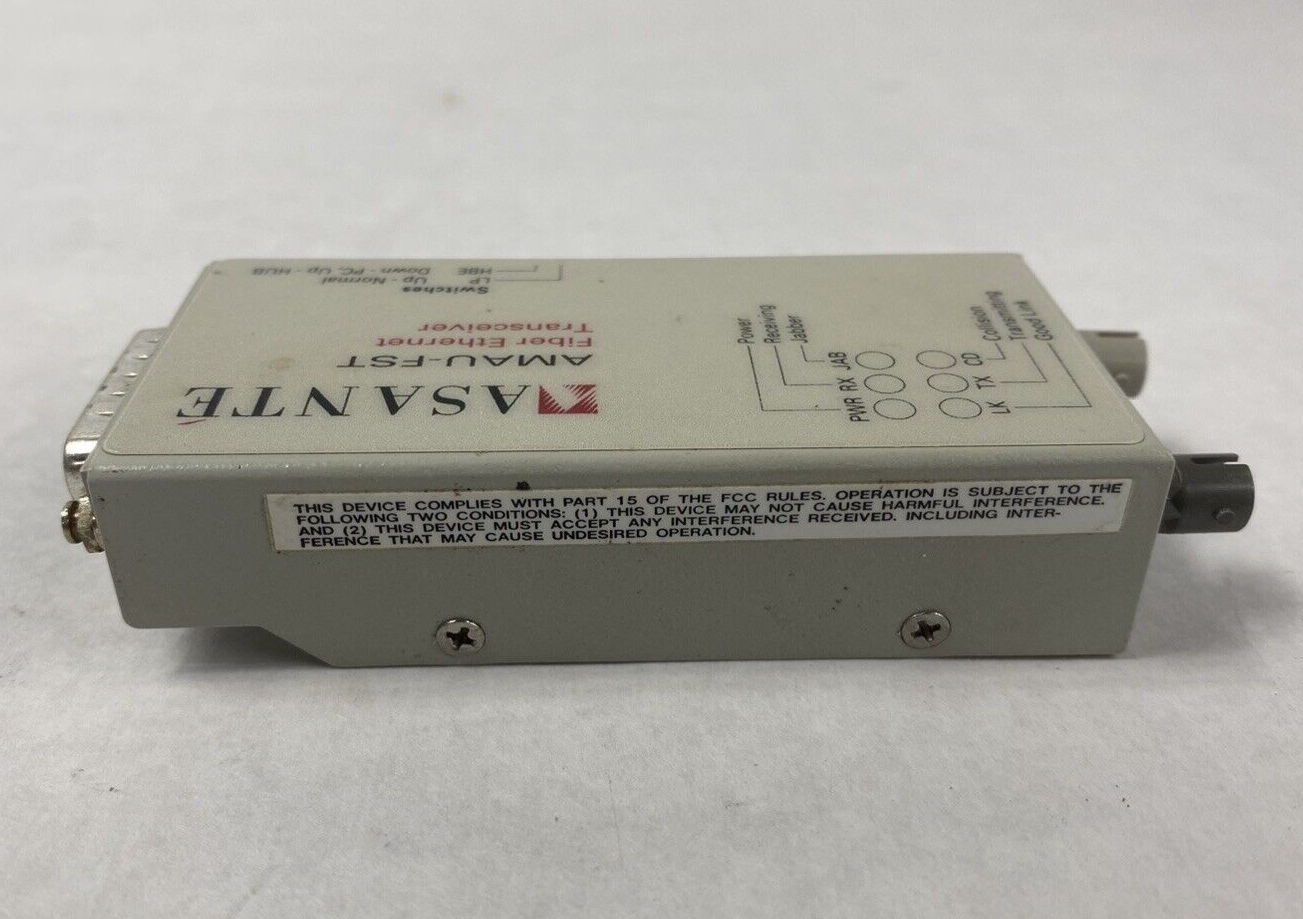 ASANTE
AMAU-FST
Fiber Ethernet
Transceiver
Switches
LP Up - Normal
HBE Down - PC, Up - HUB
Power
Receiving
Jabber
PWR RX JAB
LK TX CD
Collision
Transmitting
Good Link
THIS DEVICE COMPLIES WITH PART 15 OF THE FCC RULES. OPERATION IS SUBJECT TO THE
FOLLOWING TWO CONDITIONS: (1) THIS DEVICE MAY NOT CAUSE HARMFUL INTERFERENCE.
AND (2) THIS DEVICE MUST ACCEPT ANY INTERFERENCE RECEIVED. INCLUDING INTER-
FERENCE THAT MAY CAUSE UNDESIRED OPERATION.